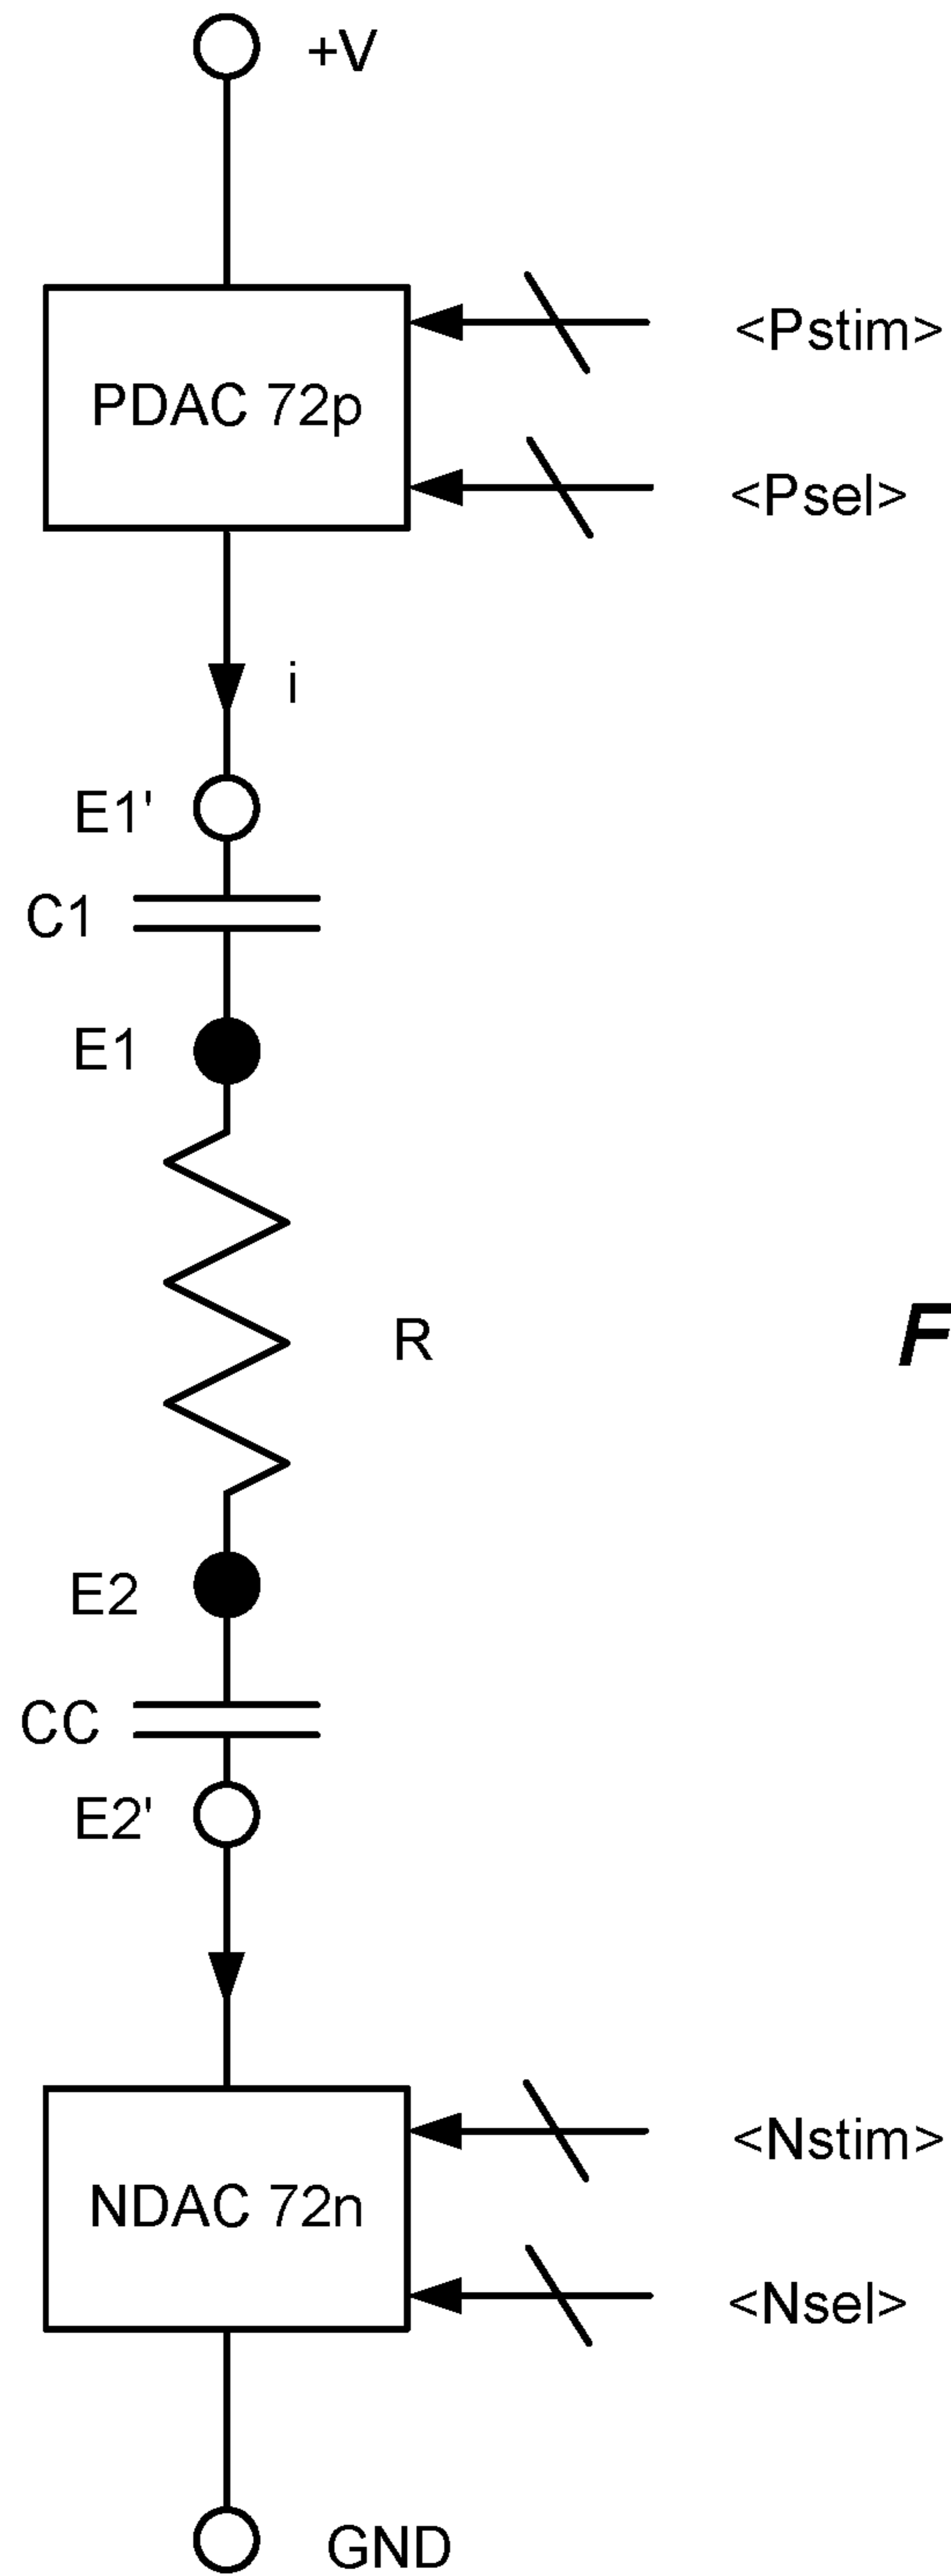 +V
<Pstim>
PDAC 72p
<Psel>
i
E1'
C1
E1
R
F
E2
CC
E2'
<Nstim>
NDAC 72n
<Nsel>
GND